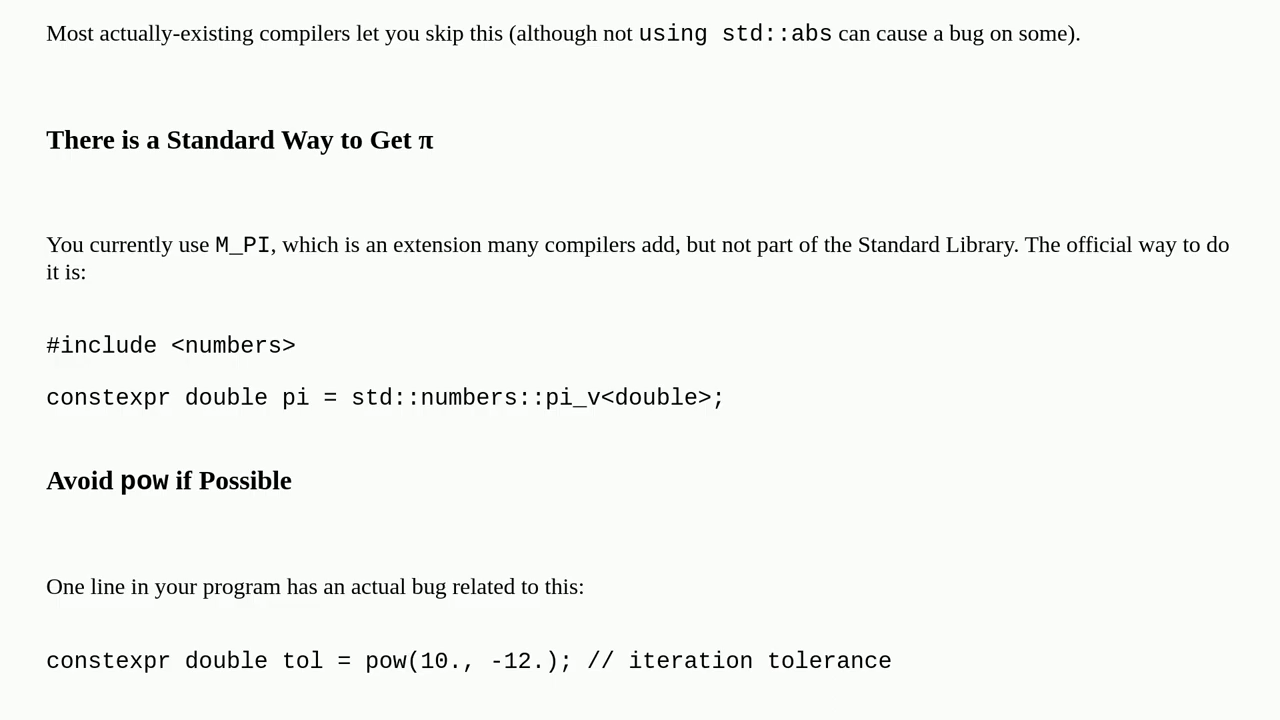 Most actually-existing compilers let you skip this (although not using std::abs can cause a bug on some).
There is a Standard Way to Get π
You currently use M_PI, which is an extension many compilers add, but not part of the Standard Library. The official way to do
it is:
#include <numbers>
constexpr double pi = std::numbers::pi_v<double>;
Avoid pow if Possible
One line in your program has an actual bug related to this:
constexpr double tol = pow(10., -12.); // iteration tolerance